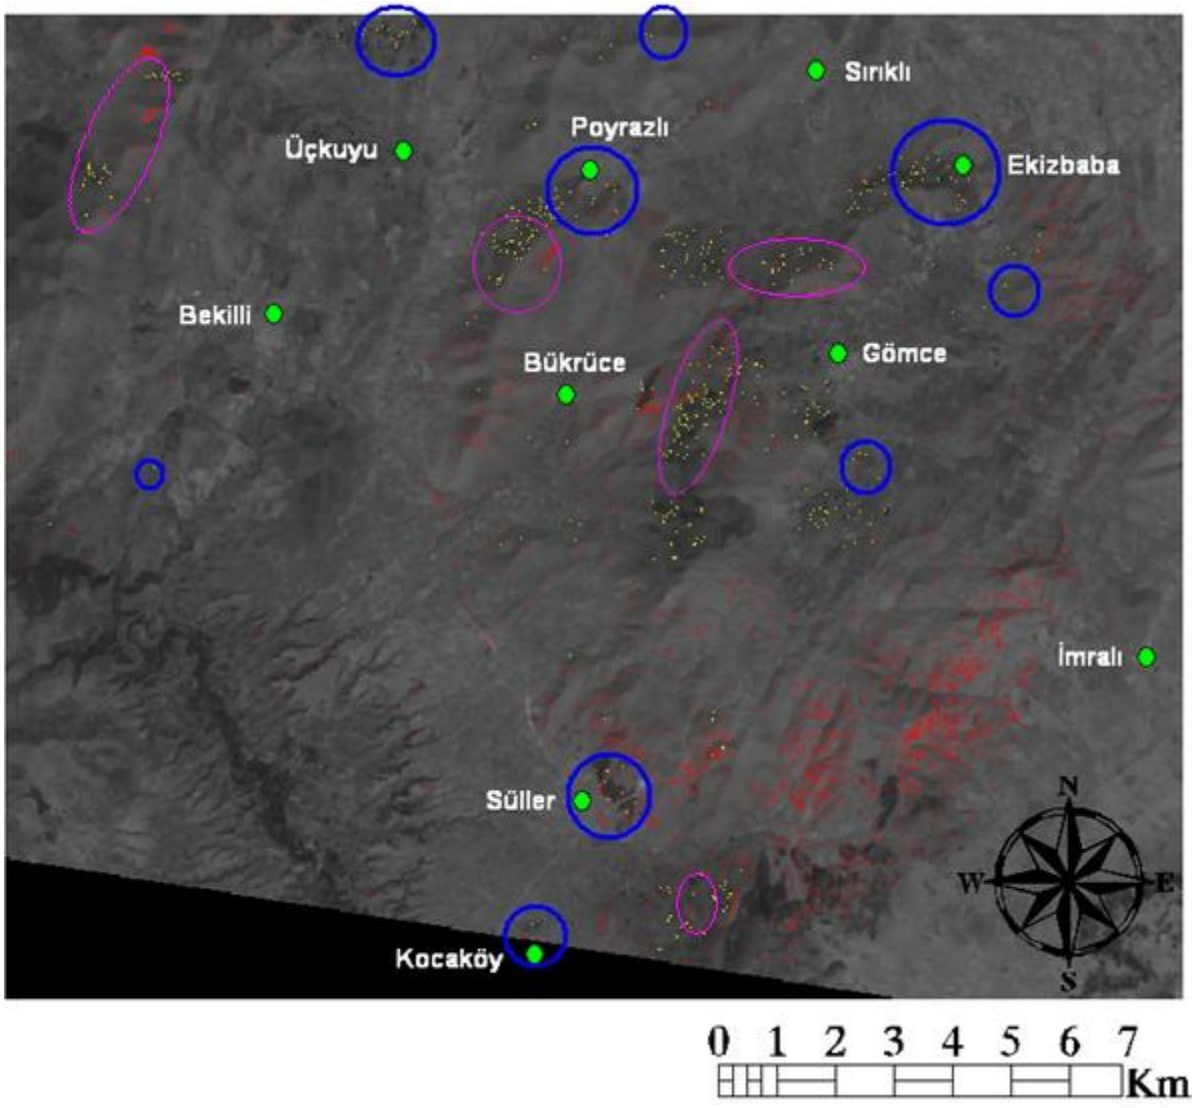 Sırıklı
Poyrazlı
Üçkuyu
Ekizbaba
Bekilli
Gömce
Bükrüce
İmralı
N
Süller
W
E
Kocaköy
S
0 1 2 3 4 5 6 7
Km